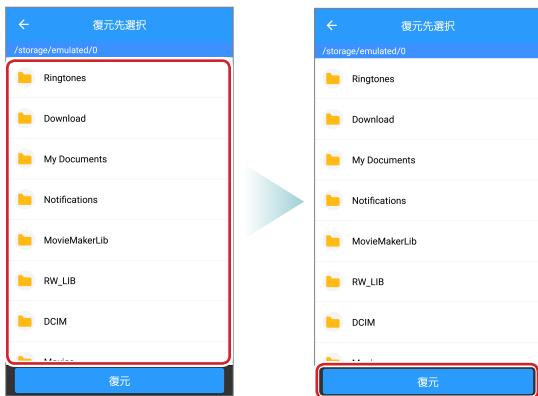 復元先選択
/storage/emulated/0
Ringtones
Download
My Documents
Notifications
MovieMakerLib
RW_LIB
DCIM
復元
復元先選択
/storage/emulated/0
Ringtones
Download
My Documents
Notifications
MovieMakerLib
RW_LIB
DCIM
復元